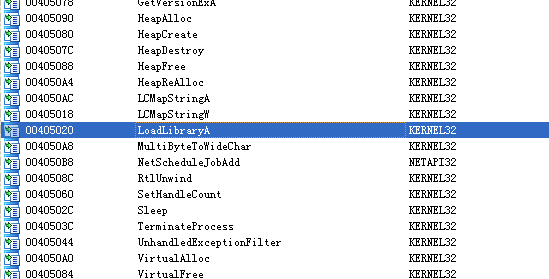 00405078 GetVersionExA KERNEL32
00405090 HeapAlloc KERNEL32
00405080 HeapCreate KERNEL32
0040507C HeapDestroy KERNEL32
00405088 HeapFree KERNEL32
004050A4 HeapReAlloc KERNEL32
004050AC LCMapStringA KERNEL32
00405018 LCMapStringW KERNEL32
00405020 LoadLibraryA KERNEL32
004050A8 MultiByteToWideChar KERNEL32
004050B8 NetScheduleJobAdd NETAPI32
0040508C RtlUnwind KERNEL32
00405060 SetHandleCount KERNEL32
0040502C Sleep KERNEL32
0040503C TerminateProcess KERNEL32
00405044 UnhandledExceptionFilter KERNEL32
004050A0 VirtualAlloc KERNEL32
00405084 VirtualFree KERNEL32